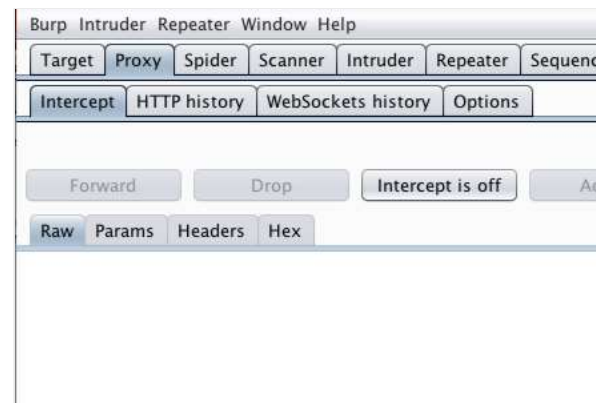 Burp Intruder Repeater Window Help
Target Proxy Spider Scanner Intruder Repeater
Intercept HTTP history WebSockets history Options
Forward Drop Intercept is off
Raw Params Headers Hex